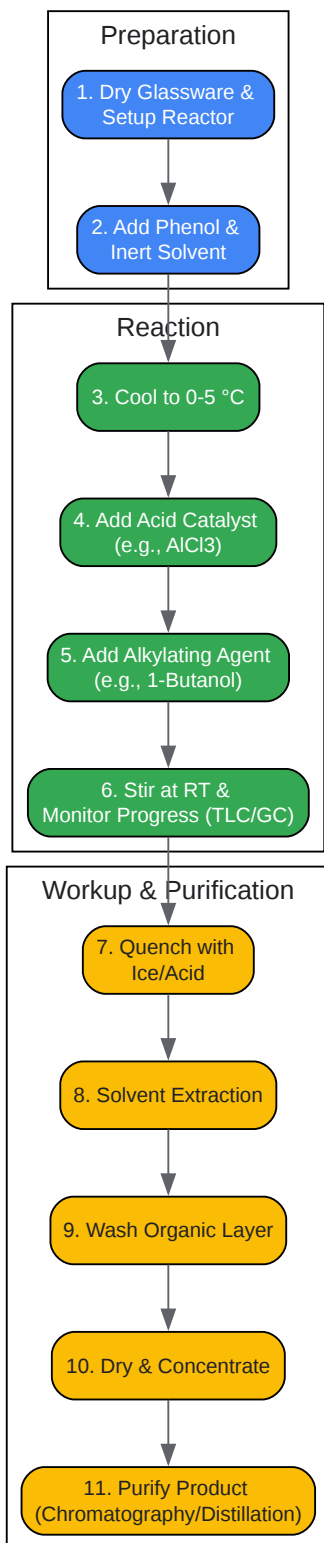 Preparation
1. Dry Glassware &
Setup Reactor
2. Add Phenol &
Inert Solvent
Reaction
3. Cool to 0-5 °C
4. Add Acid Catalyst
(e.g., AlCl3)
5. Add Alkylating Agent
(e.g., 1-Butanol)
6. Stir at RT &
Monitor Progress (TLC/GC)
Workup & Purification
7. Quench with
Ice/Acid
8. Solvent Extraction
9. Wash Organic Layer
10. Dry & Concentrate
11. Purify Product
(Chromatography/Distillation)